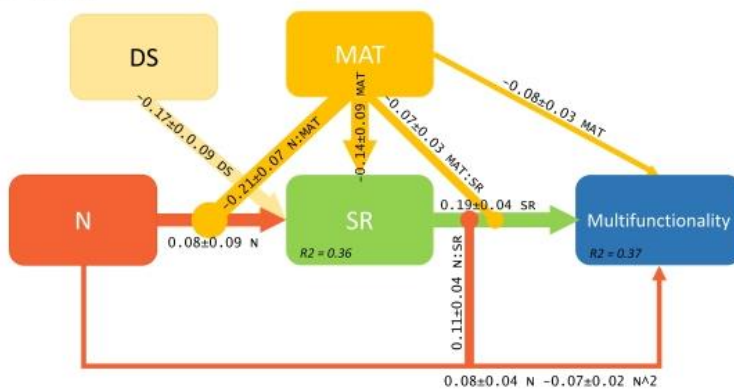 DS
MAT
-0.17±0.0.09 DS
-0.21±0.07 N:MAT
-0.14±0.09 MAT
-0.07±0.03 MAT:SR
-0.08±0.03 MAT
N
0.08±0.09 N
SR
R2 = 0.36
0.19±0.04 SR
Multifunctionality
R2 = 0.37
0.11±0.04 N:SR
0.08±0.04 N -0.07±0.02 N^2